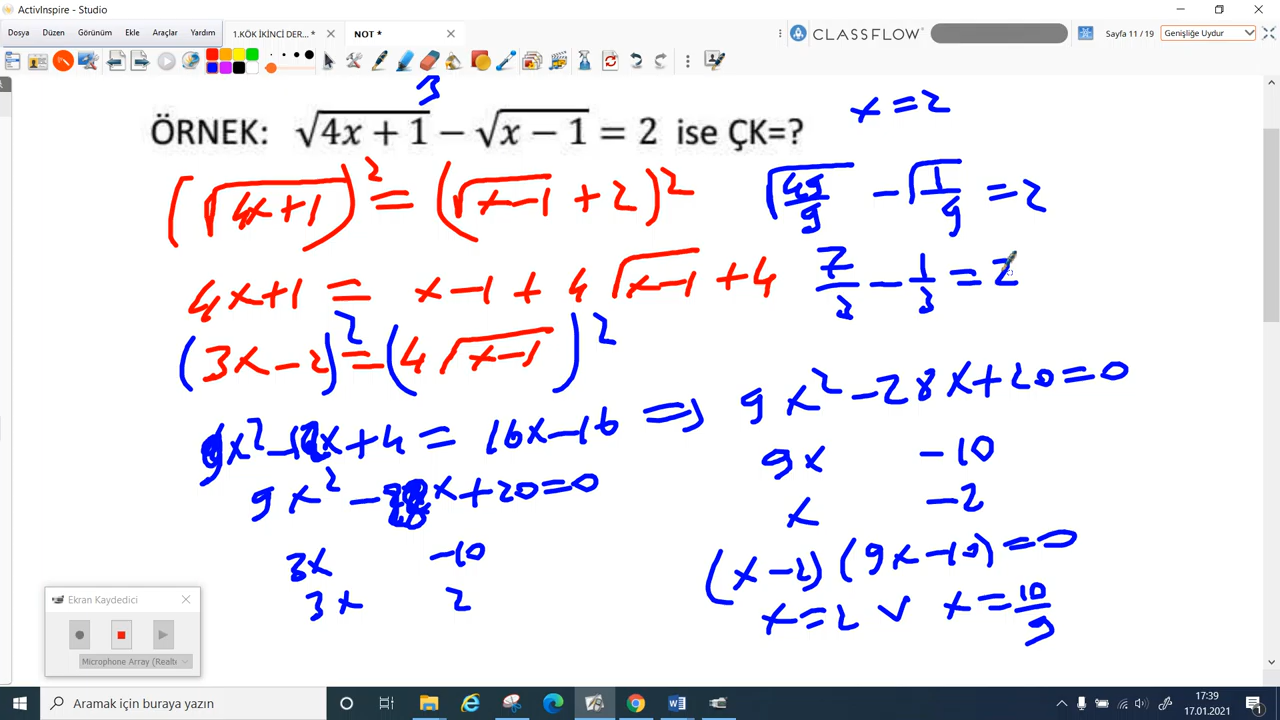 ActivInspire - Studio
Dosya Düzen Görünüm Ekle Araçlar Yardım
1.KÖK İKİNCİ DER...* NOT *
CLASSFLOW
Sayfa 11 / 19
Genişliğe Uydur
3
x = 2
ÖRNEK: √(4x + 1) − √(x − 1) = 2 ise ÇK=?
(√(4x+1))² = (√(x−1) + 2)²
√(49/9) − √(1/9) = 2
4x+1 = x−1 + 4√(x−1) + 4
7/3 − 1/3 = 2
(3x−2)² = (4√(x−1))²
9x² − 28x + 20 = 0
9x² − 12x + 4 = 16x − 16 ⇒
9x −10
9x² − 28x + 20 = 0
x −2
3x −10
(x−2)(9x−10) = 0
3x 2
x = 2 ∨ x = 10/9
Ekran Kaydedici
Microphone Array (Realte
Aramak için buraya yazın
17:39
17.01.2021
1